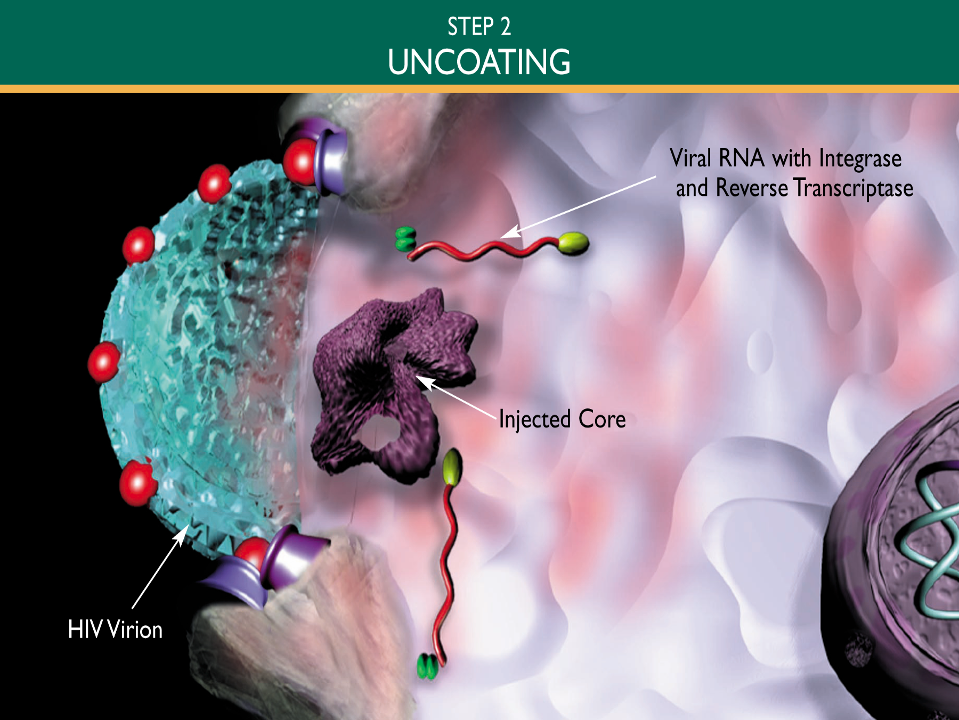 STEP 2
UNCOATING
Viral RNA with Integrase
and Reverse Transcriptase
Injected Core
HIV Virion